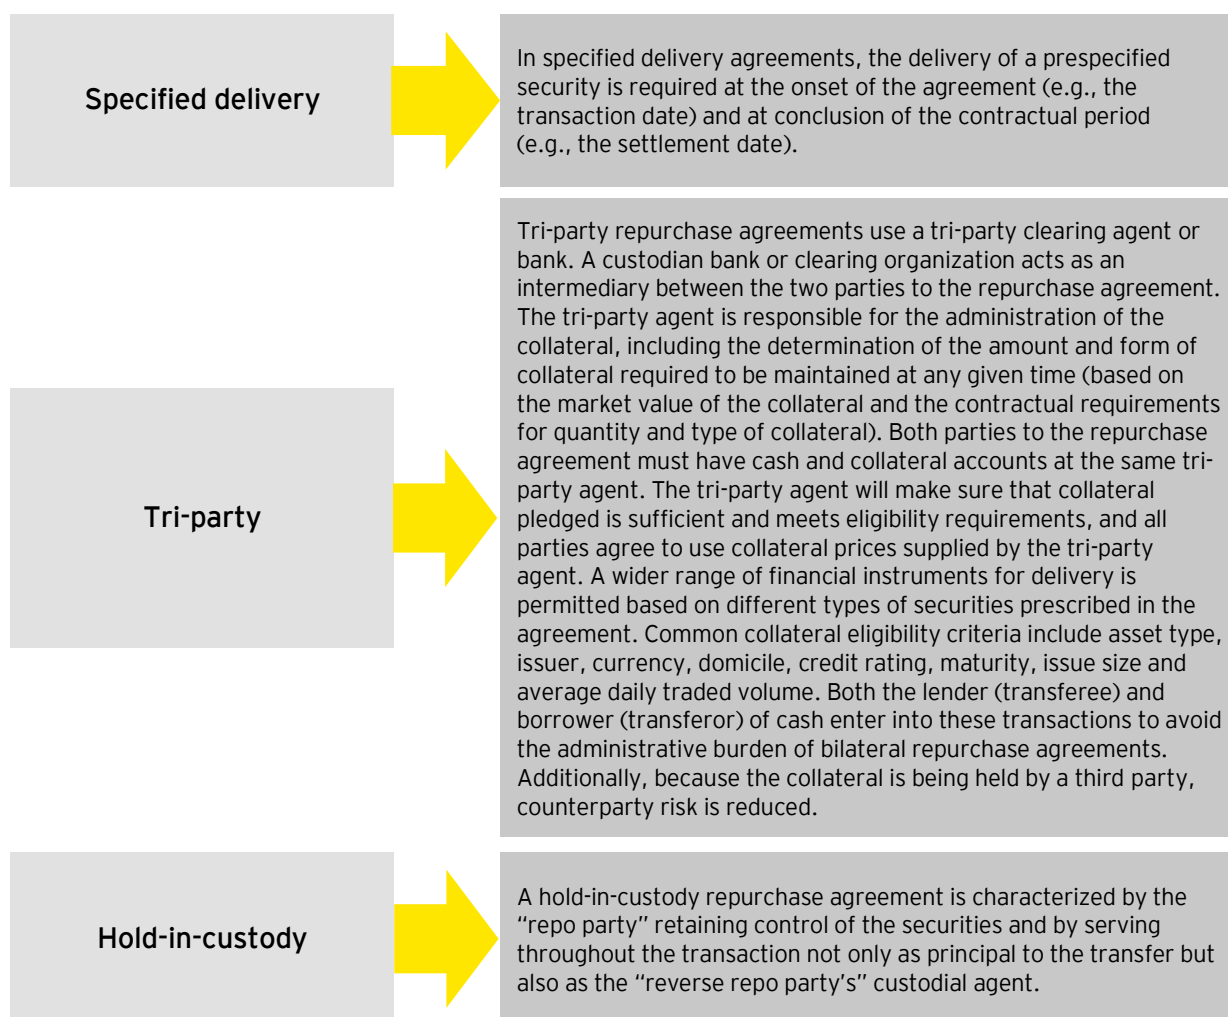 Specified delivery
In specified delivery agreements, the delivery of a prespecified
security is required at the onset of the agreement (e.g., the
transaction date) and at conclusion of the contractual period
(e.g., the settlement date).
Tri-party
Tri-party repurchase agreements use a tri-party clearing agent or
bank. A custodian bank or clearing organization acts as an
intermediary between the two parties to the repurchase agreement.
The tri-party agent is responsible for the administration of the
collateral, including the determination of the amount and form of
collateral required to be maintained at any given time (based on
the market value of the collateral and the contractual requirements
for quantity and type of collateral). Both parties to the repurchase
agreement must have cash and collateral accounts at the same tri-
party agent. The tri-party agent will make sure that collateral
pledged is sufficient and meets eligibility requirements, and all
parties agree to use collateral prices supplied by the tri-party
agent. A wider range of financial instruments for delivery is
permitted based on different types of securities prescribed in the
agreement. Common collateral eligibility criteria include asset type,
issuer, currency, domicile, credit rating, maturity, issue size and
average daily traded volume. Both the lender (transferee) and
borrower (transferor) of cash enter into these transactions to avoid
the administrative burden of bilateral repurchase agreements.
Additionally, because the collateral is being held by a third party,
counterparty risk is reduced.
Hold-in-custody
A hold-in-custody repurchase agreement is characterized by the
“repo party” retaining control of the securities and by serving
throughout the transaction not only as principal to the transfer but
also as the “reverse repo party’s” custodial agent.